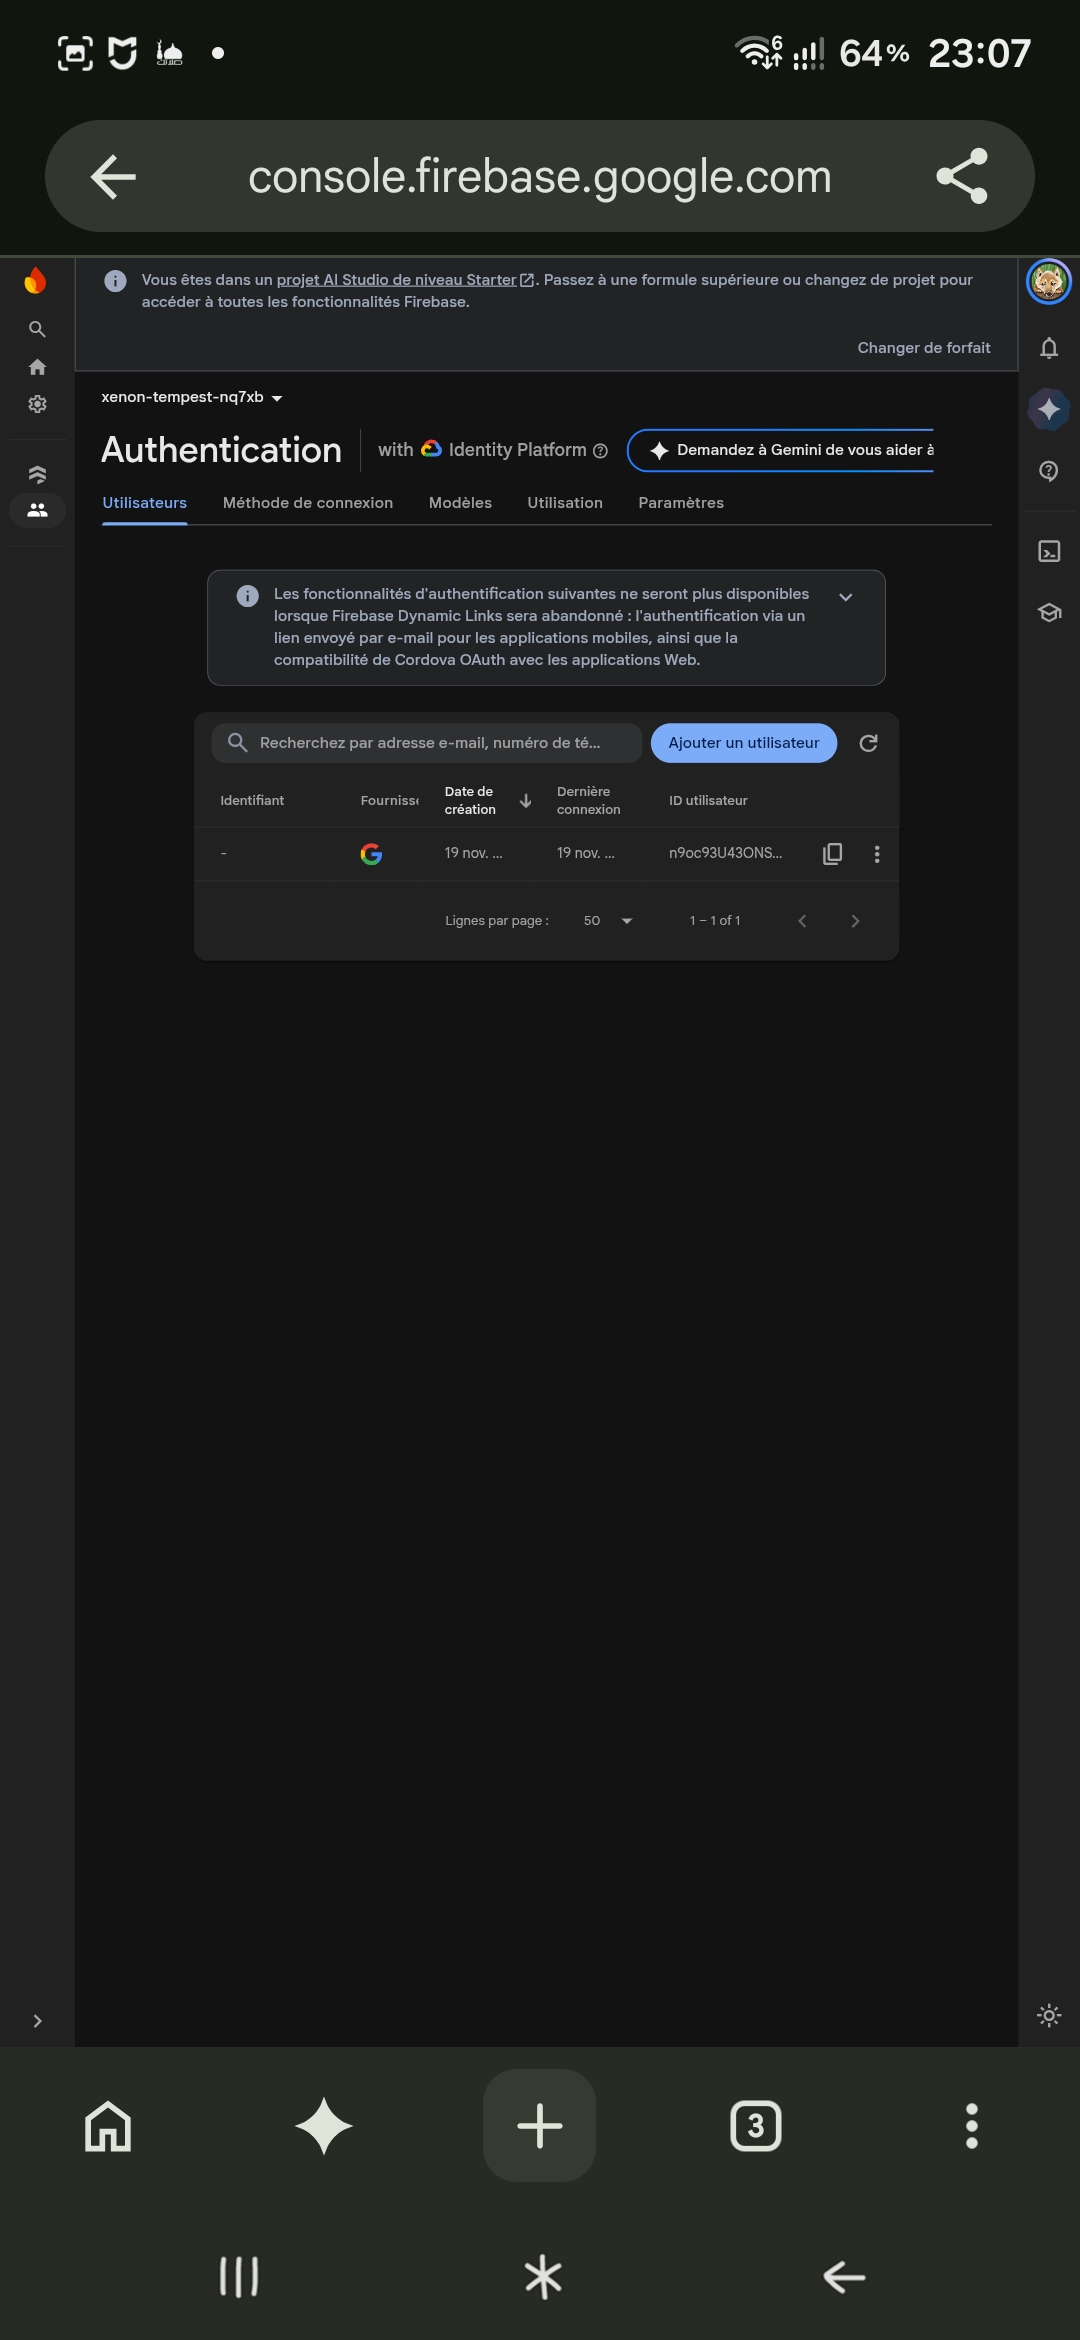 64% 23:07
console.firebase.google.com
Vous êtes dans un projet AI Studio de niveau Starter. Passez à une formule supérieure ou changez de projet pour
accéder à toutes les fonctionnalités Firebase.
Changer de forfait
xenon-tempest-nq7xb
Authentication with Identity Platform Demandez à Gemini de vous aider à
Utilisateurs Méthode de connexion Modèles Utilisation Paramètres
Les fonctionnalités d'authentification suivantes ne seront plus disponibles
lorsque Firebase Dynamic Links sera abandonné : l'authentification via un
lien envoyé par e-mail pour les applications mobiles, ainsi que la
compatibilité de Cordova OAuth avec les applications Web.
Recherchez par adresse e-mail, numéro de té... Ajouter un utilisateur
Identifiant Fourniss Date de création Dernière connexion ID utilisateur
- 19 nov. ... 19 nov. ... n9oc93U43ONS...
Lignes par page : 50 1 – 1 of 1
3